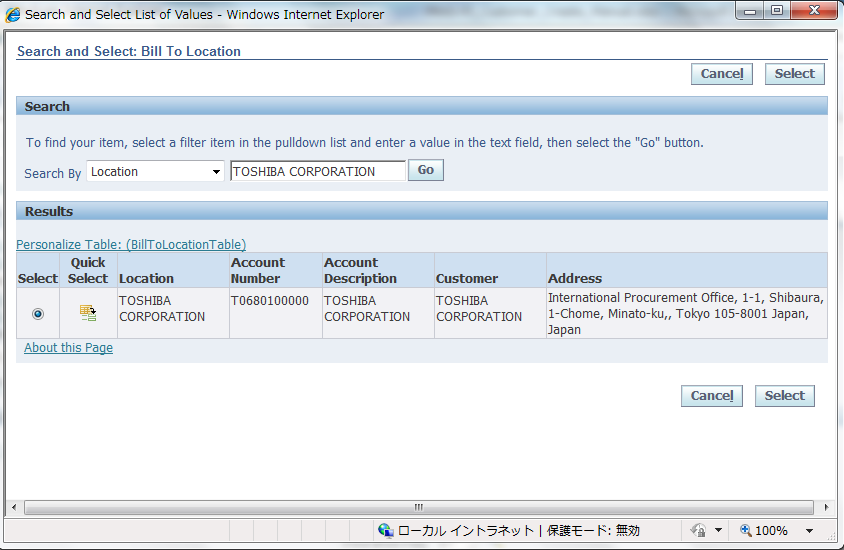 Search and Select List of Values - Windows Internet Explorer
Search and Select: Bill To Location
Cancel Select
Search
To find your item, select a filter item in the pulldown list and enter a value in the text field, then select the "Go" button.
Search By Location TOSHIBA CORPORATION Go
Results
Personalize Table: (BillToLocationTable)
Select Quick Select Location Account Number Account Description Customer Address
TOSHIBA CORPORATION T0680100000 TOSHIBA CORPORATION TOSHIBA CORPORATION International Procurement Office, 1-1, Shibaura,
1-Chome, Minato-ku,, Tokyo 105-8001 Japan,
Japan
About this Page
Cancel Select
ローカル イントラネット | 保護モード: 無効 100%